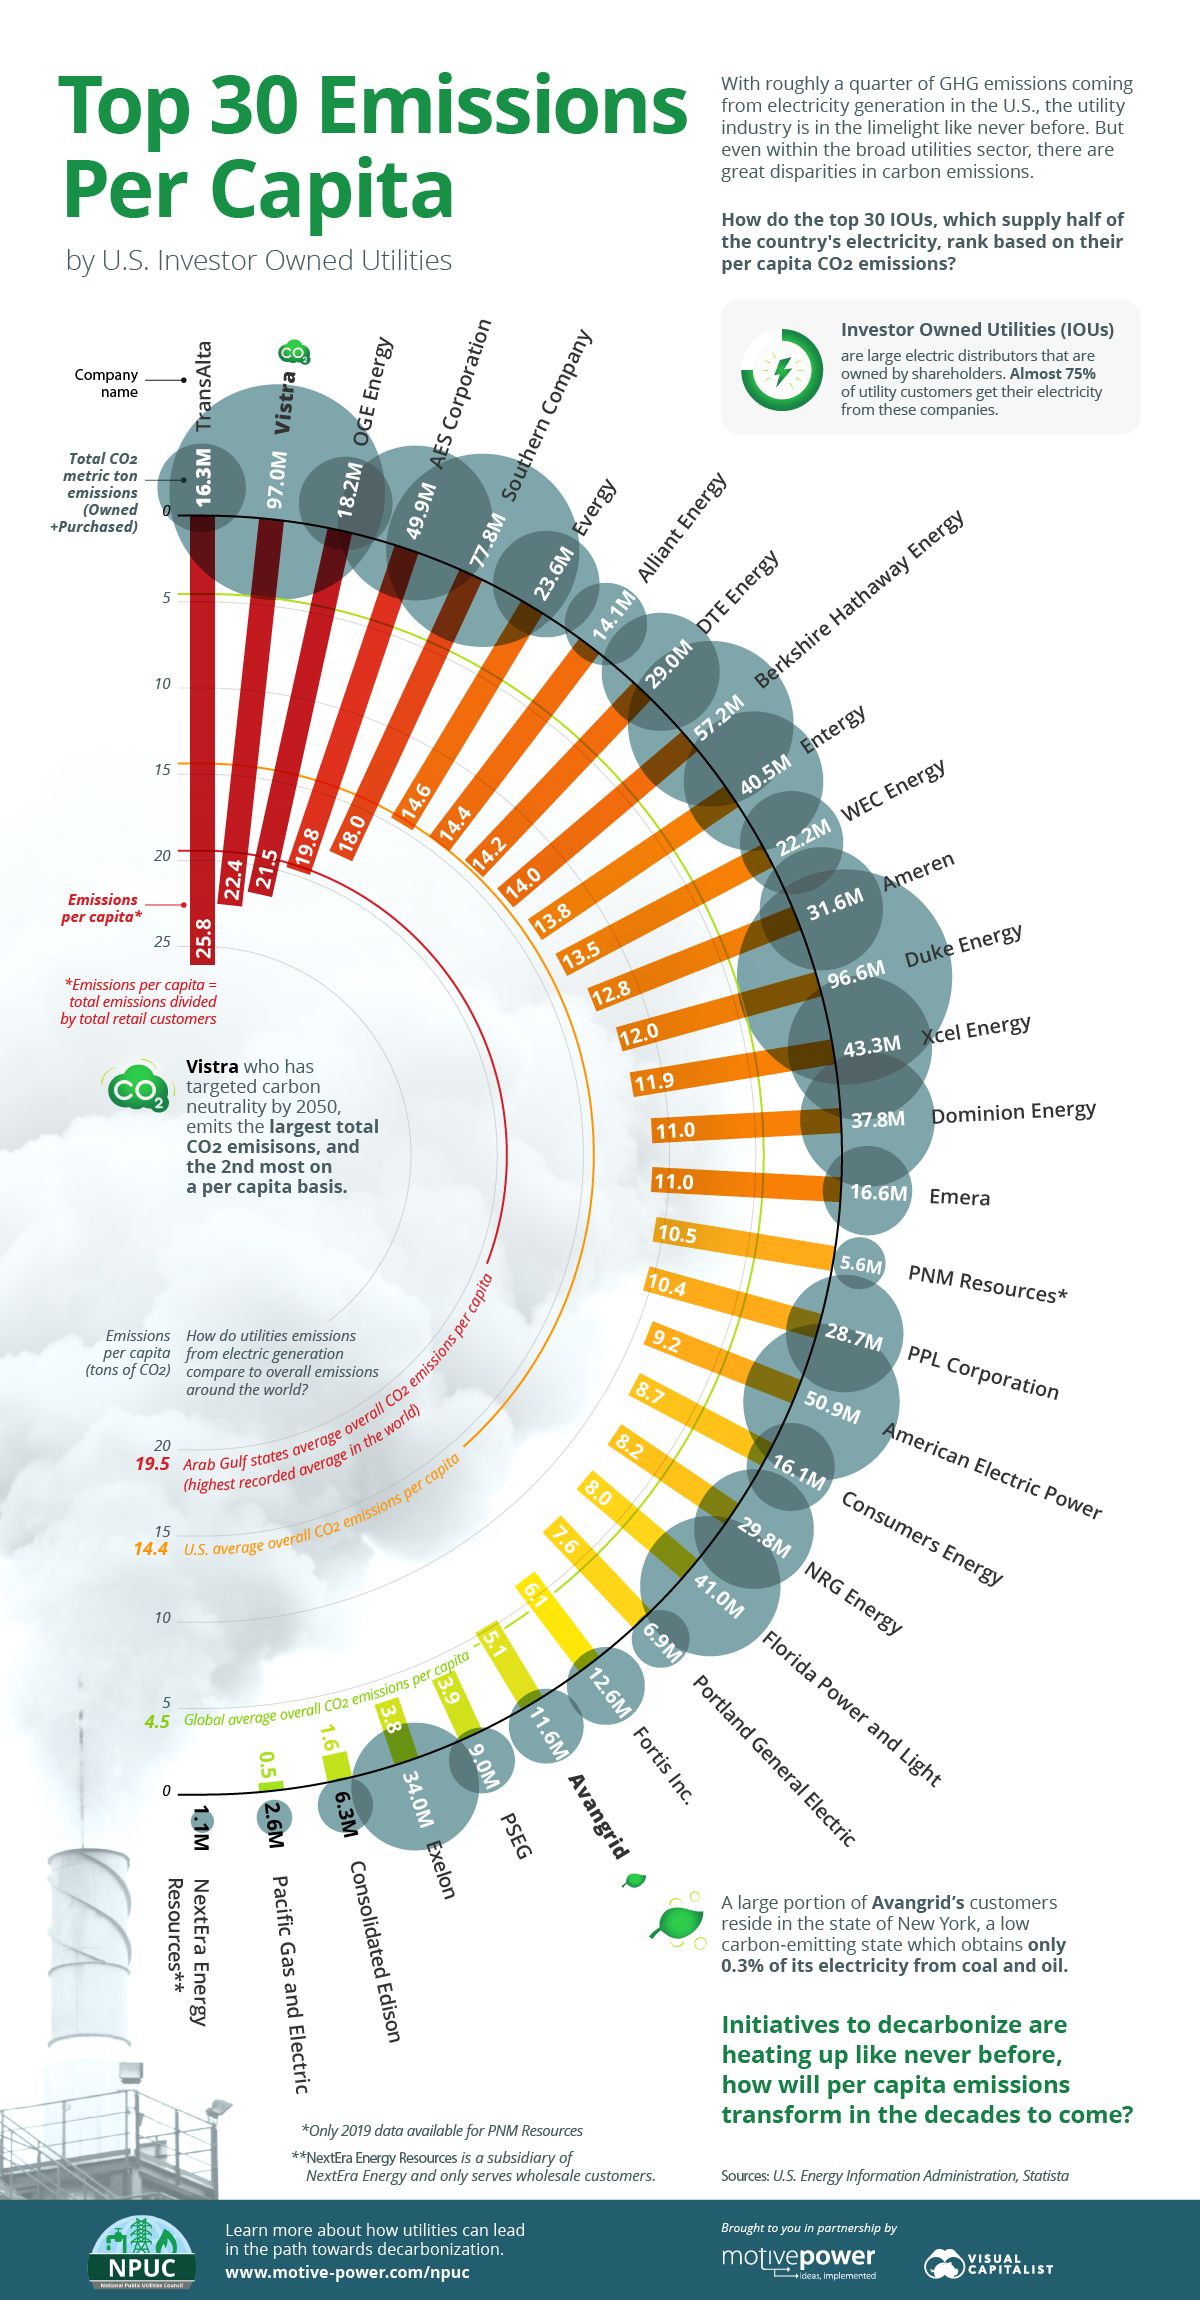 Top 30 Emissions
Per Capita
by U.S. Investor Owned Utilities
With roughly a quarter of GHG emissions coming
from electricity generation in the U.S., the utility
industry is in the limelight like never before. But
even within the broad utilities sector, there are
great disparities in carbon emissions.
How do the top 30 IOUs, which supply half of
the country's electricity, rank based on their
per capita CO2 emissions?
Investor Owned Utilities (IOUs)
are large electric distributors that are
owned by shareholders. Almost 75%
of utility customers get their electricity
from these companies.
Company
name
Total CO2
metric ton
emissions
(Owned
+Purchased)
0
5
10
15
20
25
Emissions
per capita*
*Emissions per capita =
total emissions divided
by total retail customers
TransAlta
16.3M
25.8
CO2
Vistra
97.0M
22.4
OGE Energy
18.2M
21.5
AES Corporation
49.9M
19.8
Southern Company
77.8M
18.0
Evergy
23.6M
14.6
Alliant Energy
14.1M
14.4
DTE Energy
29.0M
14.2
Berkshire Hathaway Energy
57.2M
14.0
Entergy
40.5M
13.8
WEC Energy
22.2M
13.5
Ameren
31.6M
12.8
Duke Energy
96.6M
12.0
Xcel Energy
43.3M
11.9
Dominion Energy
37.8M
11.0
Emera
16.6M
11.0
PNM Resources*
5.6M
10.5
PPL Corporation
28.7M
10.4
American Electric Power
50.9M
9.2
Consumers Energy
16.1M
8.7
NRG Energy
29.8M
8.2
Florida Power and Light
41.0M
8.0
Portland General Electric
6.9M
7.6
Fortis Inc.
12.6M
6.1
Avangrid
11.6M
5.1
PSEG
9.0M
3.9
Exelon
34.0M
3.8
Consolidated Edison
6.3M
1.6
Pacific Gas and Electric
2.6M
0.5
NextEra Energy
Resources**
1.1M
CO2
Vistra who has
targeted carbon
neutrality by 2050,
emits the largest total
CO2 emisisons, and
the 2nd most on
a per capita basis.
Emissions
per capita
(tons of CO2)
How do utilities emissions
from electric generation
compare to overall emissions
around the world?
20
19.5
Arab Gulf states average overall CO2 emissions per capita
(highest recorded average in the world)
15
14.4
U.S. average overall CO2 emissions per capita
10
5
4.5
Global average overall CO2 emissions per capita
0
A large portion of Avangrid's customers
reside in the state of New York, a low
carbon-emitting state which obtains only
0.3% of its electricity from coal and oil.
Initiatives to decarbonize are
heating up like never before,
how will per capita emissions
transform in the decades to come?
*Only 2019 data available for PNM Resources
**NextEra Energy Resources is a subsidiary of
NextEra Energy and only serves wholesale customers.
Sources: U.S. Energy Information Administration, Statista
NPUC
National Public Utilities Council
Learn more about how utilities can lead
in the path towards decarbonization.
www.motive-power.com/npuc
Brought to you in partnership by
motivepower
ideas, implemented
VISUAL
CAPITALIST